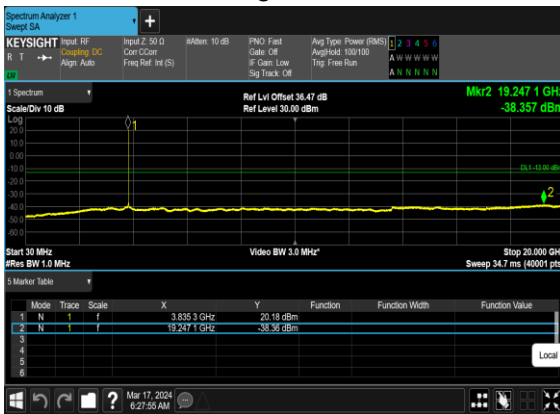 Spectrum Analyzer 1
Swept SA
KEYSIGHT
R T
LV
Input: RF
Coupling: DC
Align: Auto
Input Z: 50 Ω
Corr CCorr
Freq Ref: Int (S)
#Atten: 10 dB
PNO: Fast
Gate: Off
IF Gain: Low
Sig Track: Off
Avg Type: Power (RMS)
Avg|Hold: 100/100
Trig: Free Run
1 2 3 4 5 6
A W W W W W
A N N N N N
1 Spectrum
Scale/Div 10 dB
Ref Lvl Offset 36.47 dB
Ref Level 30.00 dBm
Mkr2 19.247 1 GHz
-38.357 dBm
Log
20.0
10.0
0.00
-10.0
-20.0
-30.0
-40.0
-50.0
-60.0
1
DL1 -13.00 dBm
2
Start 30 MHz
#Res BW 1.0 MHz
Video BW 3.0 MHz*
Stop 20.000 GH
Sweep 34.7 ms (40001 pts
5 Marker Table
Mode Trace Scale X Y Function Function Width Function Value
1 N 1 f 3.835 3 GHz 20.18 dBm
2 N 1 f 19.247 1 GHz -38.36 dBm
3
4
5
6
Local
?
Mar 17, 2024
6:27:55 AM